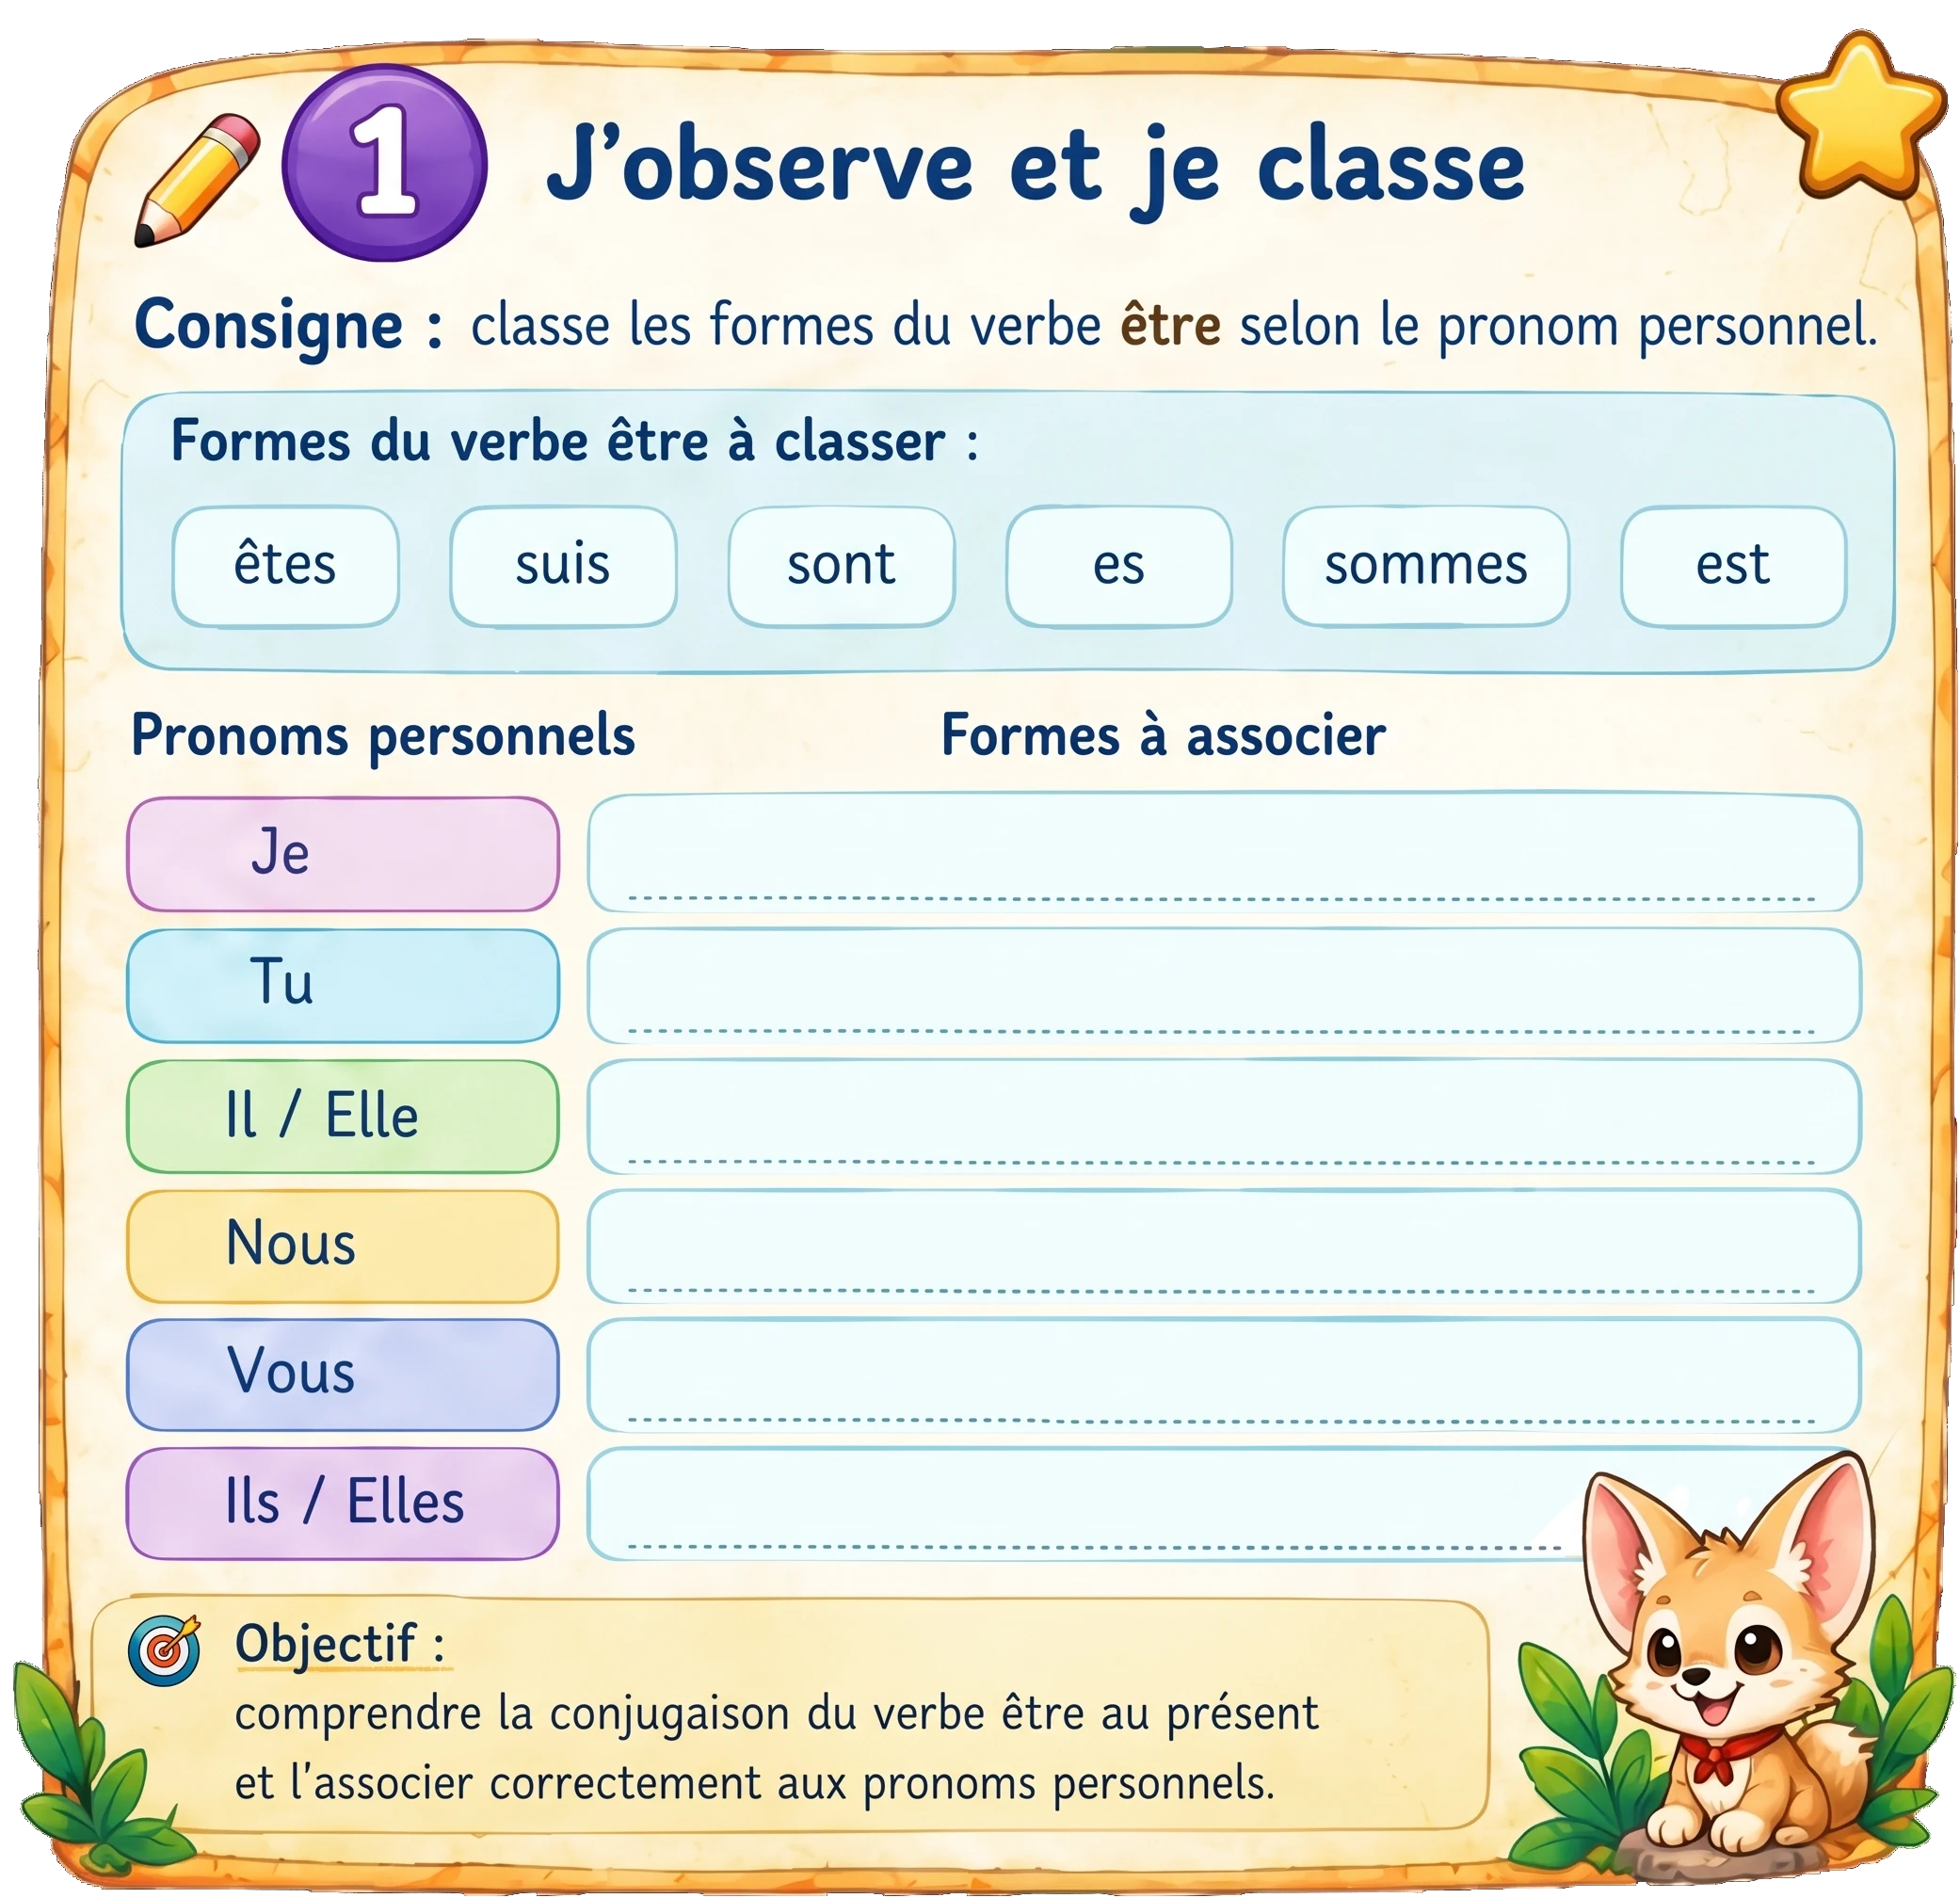 1 J’observe et je classe
Consigne : classe les formes du verbe être selon le pronom personnel.
Formes du verbe être à classer :
êtes suis sont es sommes est
Pronoms personnels Formes à associer
Je
Tu
Il / Elle
Nous
Vous
Ils / Elles
Objectif :
comprendre la conjugaison du verbe être au présent
et l'associer correctement aux pronoms personnels.